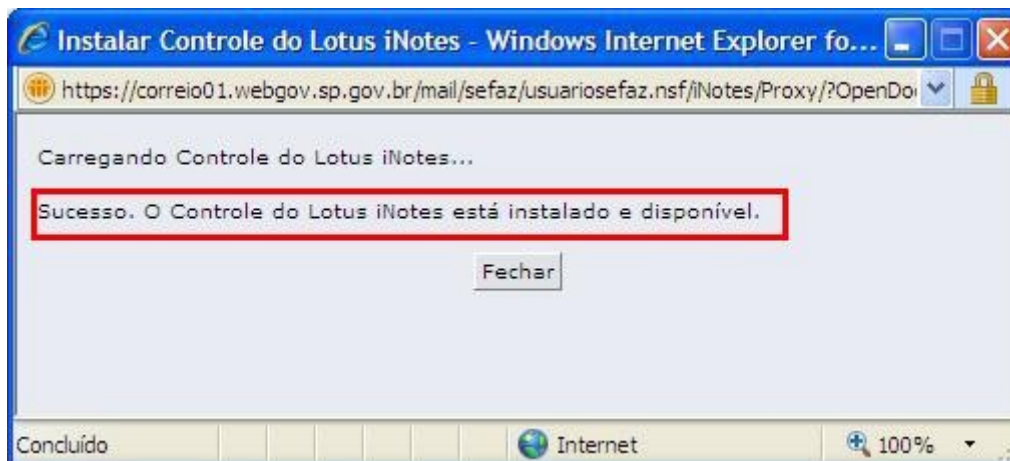 Instalar Controle do Lotus iNotes - Windows Internet Explorer fo...
https://correio01.webgov.sp.gov.br/mail/sefaz/usuariosefaz.nsf/iNotes/Proxy/?OpenDo
Carregando Controle do Lotus iNotes...
Sucesso. O Controle do Lotus iNotes está instalado e disponível.
Fechar
Concluído Internet 100%